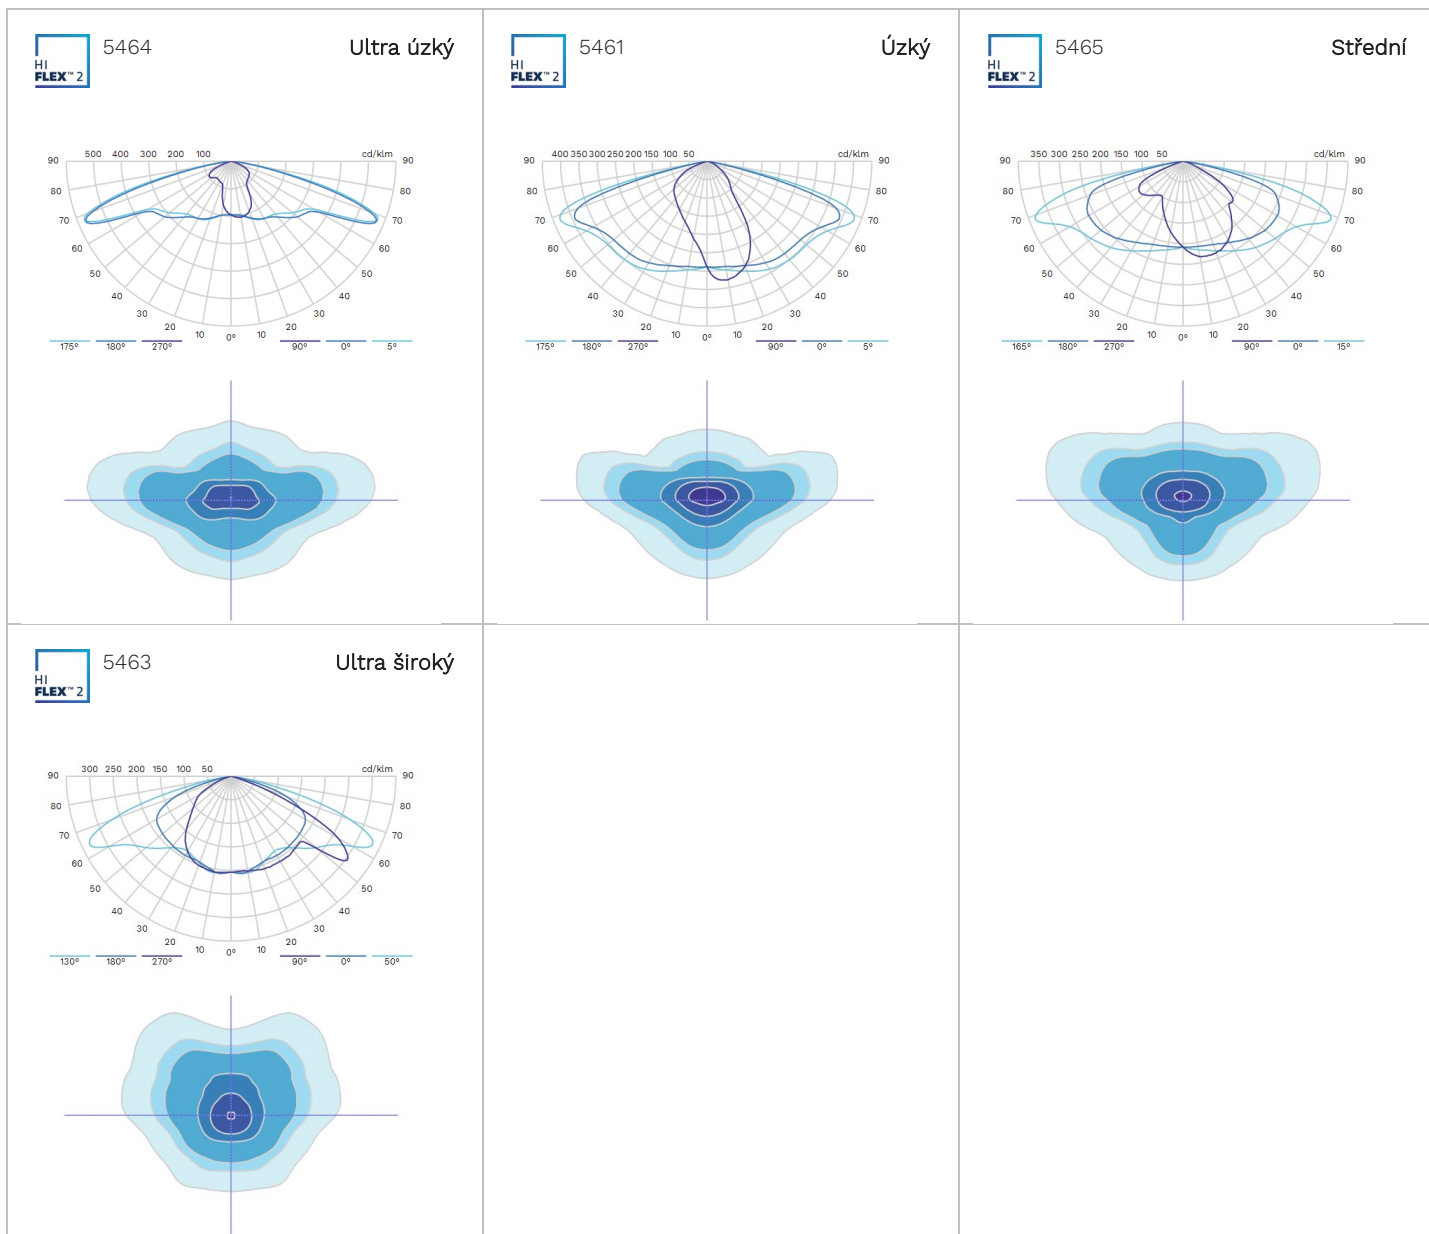 HI
FLEX™ 2
5464
Ultra úzký
90 500 400 300 200 100 cd/klm 90
80 80
70 70
60 60
50 50
40 40
30 30
20 20
10 0° 10
175° 180° 270° 90° 0° 5°
HI
FLEX™ 2
5461
Úzký
90 400 350 300 250 200 150 100 50 cd/klm 90
80 80
70 70
60 60
50 50
40 40
30 30
20 20
10 0° 10
175° 180° 270° 90° 0° 5°
HI
FLEX™ 2
5465
Střední
90 350 300 250 200 150 100 50 cd/klm 90
80 80
70 70
60 60
50 50
40 40
30 30
20 20
10 0° 10
165° 180° 270° 90° 0° 15°
HI
FLEX™ 2
5463
Ultra široký
90 300 250 200 150 100 50 cd/klm 90
80 80
70 70
60 60
50 50
40 40
30 30
20 20
10 0° 10
130° 180° 270° 90° 0° 50°